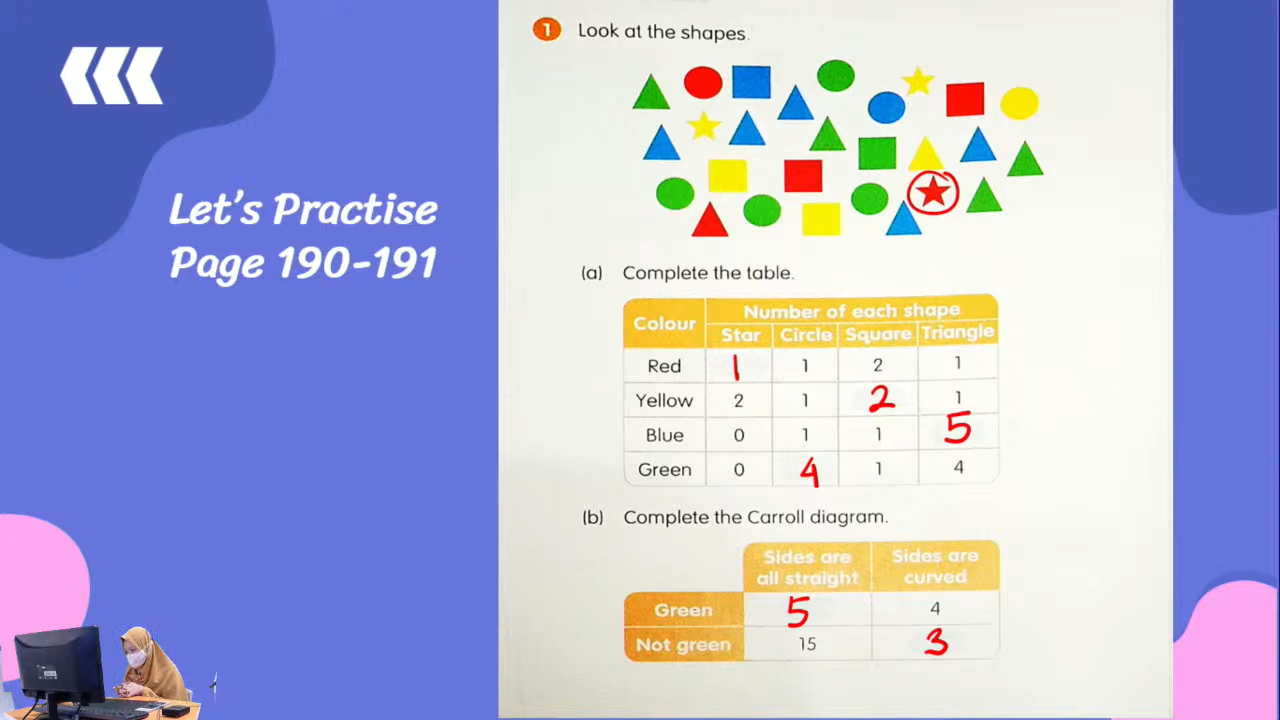 Let's Practise
Page 190-191
1 Look at the shapes.
(a) Complete the table.
Colour Number of each shape
Star Circle Square Triangle
Red 1 1 2 1
Yellow 2 1 2 1
Blue 0 1 1 5
Green 0 4 1 4
(b) Complete the Carroll diagram.
Sides are all straight Sides are curved
Green 5 4
Not green 15 3